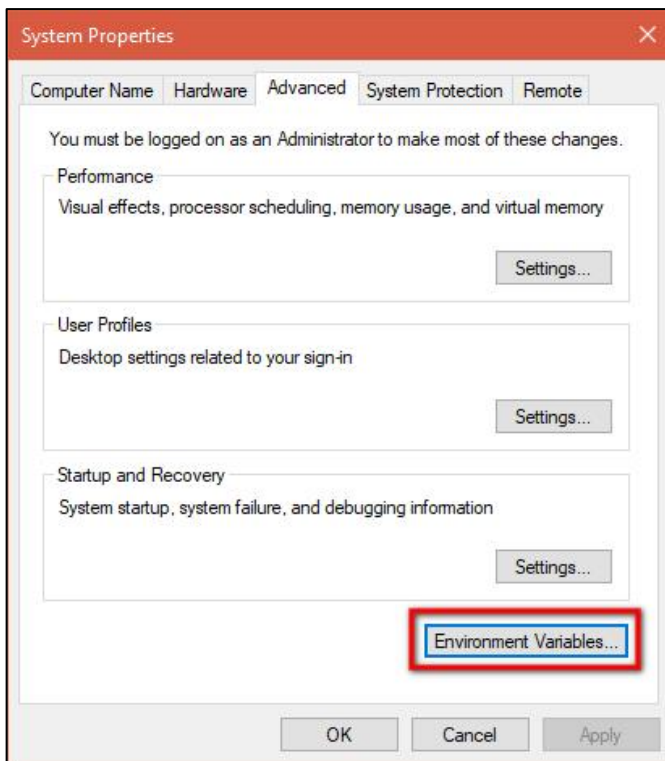 System Properties
Computer Name Hardware Advanced System Protection Remote
You must be logged on as an Administrator to make most of these changes.
Performance
Visual effects, processor scheduling, memory usage, and virtual memory
Settings...
User Profiles
Desktop settings related to your sign-in
Settings...
Startup and Recovery
System startup, system failure, and debugging information
Settings...
Environment Variables...
OK Cancel Apply